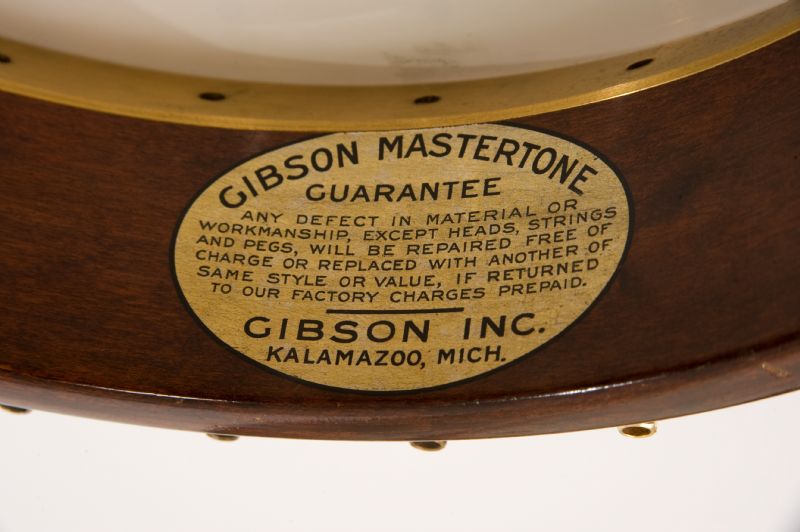 GIBSON MASTERTONE
GUARANTEE
ANY DEFECT IN MATERIAL OR
WORKMANSHIP, EXCEPT HEADS, STRINGS
AND PEGS, WILL BE REPAIRED FREE OF
CHARGE OR REPLACED WITH ANOTHER OF
SAME STYLE OR VALUE, IF RETURNED
TO OUR FACTORY CHARGES PREPAID.
GIBSON INC.
KALAMAZOO, MICH.